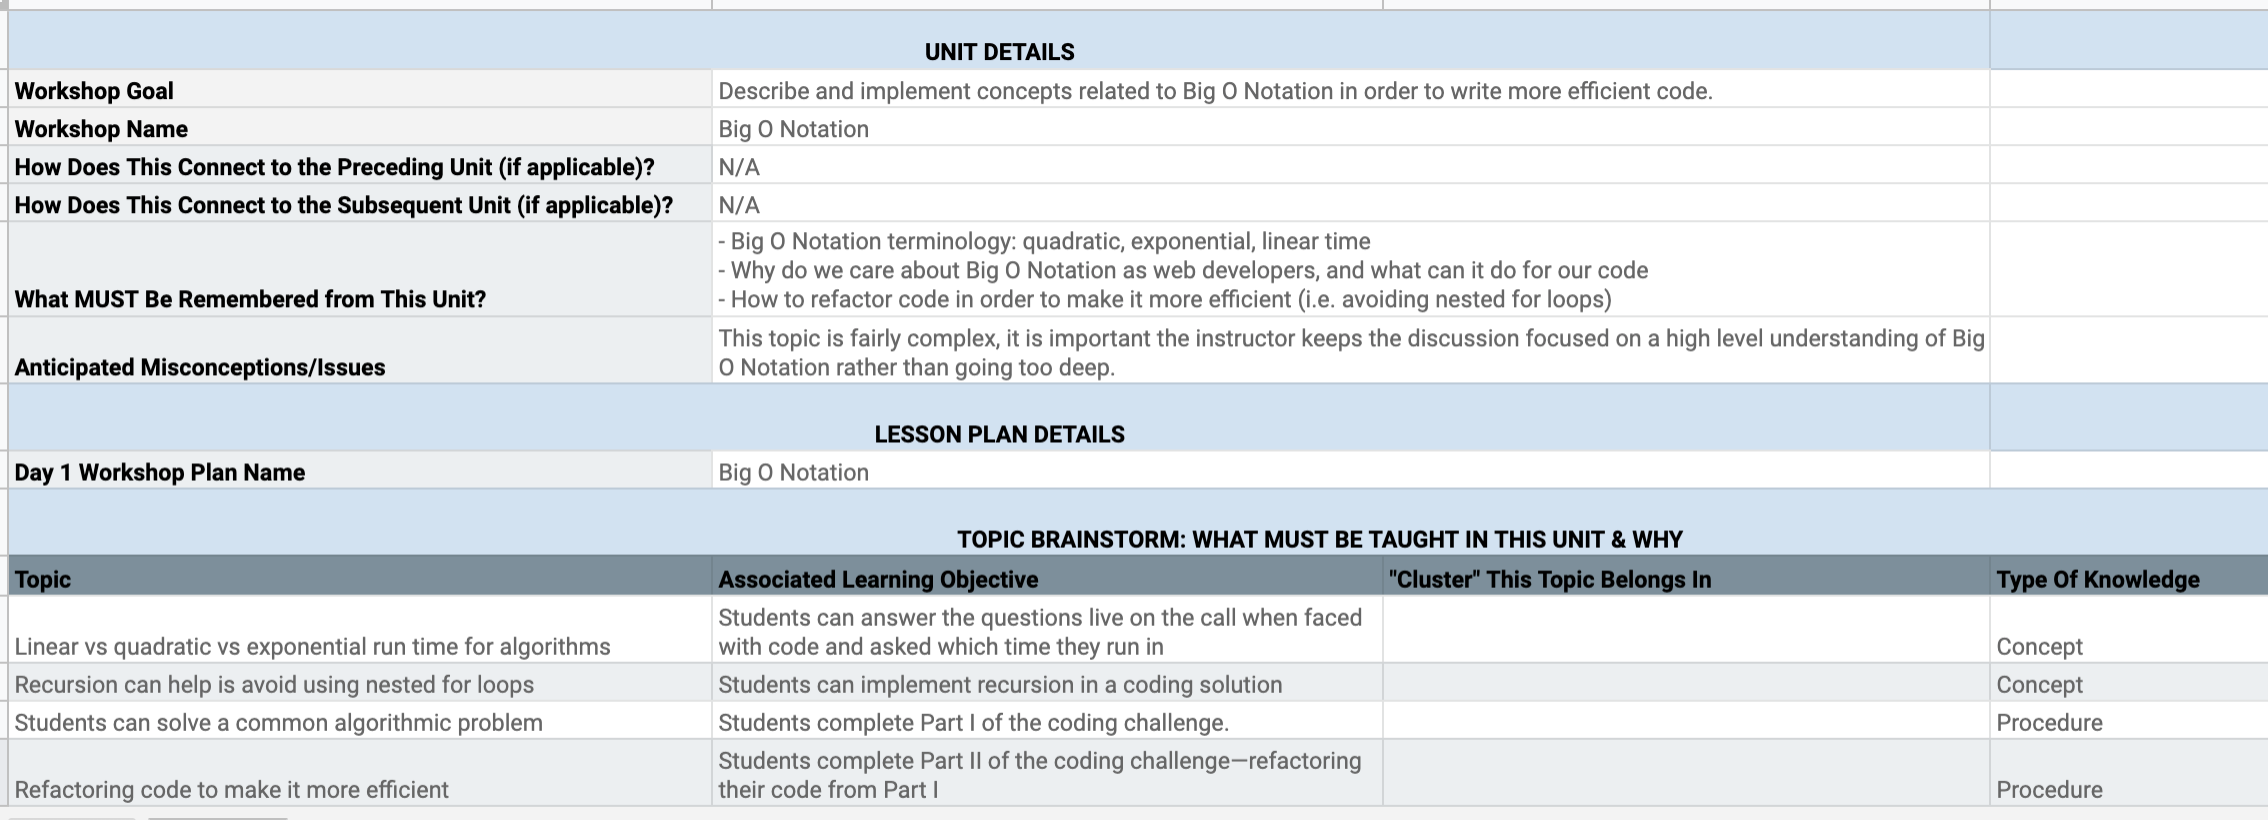 UNIT DETAILS
Workshop Goal
Describe and implement concepts related to Big O Notation in order to write more efficient code.
Workshop Name
Big O Notation
How Does This Connect to the Preceding Unit (if applicable)?
N/A
How Does This Connect to the Subsequent Unit (if applicable)?
N/A
What MUST Be Remembered from This Unit?
- Big O Notation terminology: quadratic, exponential, linear time
- Why do we care about Big O Notation as web developers, and what can it do for our code
- How to refactor code in order to make it more efficient (i.e. avoiding nested for loops)
Anticipated Misconceptions/Issues
This topic is fairly complex, it is important the instructor keeps the discussion focused on a high level understanding of Big
O Notation rather than going too deep.
LESSON PLAN DETAILS
Day 1 Workshop Plan Name
Big O Notation
TOPIC BRAINSTORM: WHAT MUST BE TAUGHT IN THIS UNIT & WHY
Topic
Associated Learning Objective
"Cluster" This Topic Belongs In
Type Of Knowledge
Linear vs quadratic vs exponential run time for algorithms
Students can answer the questions live on the call when faced
with code and asked which time they run in
Concept
Recursion can help is avoid using nested for loops
Students can implement recursion in a coding solution
Concept
Students can solve a common algorithmic problem
Students complete Part I of the coding challenge.
Procedure
Refactoring code to make it more efficient
Students complete Part II of the coding challenge—refactoring
their code from Part I
Procedure